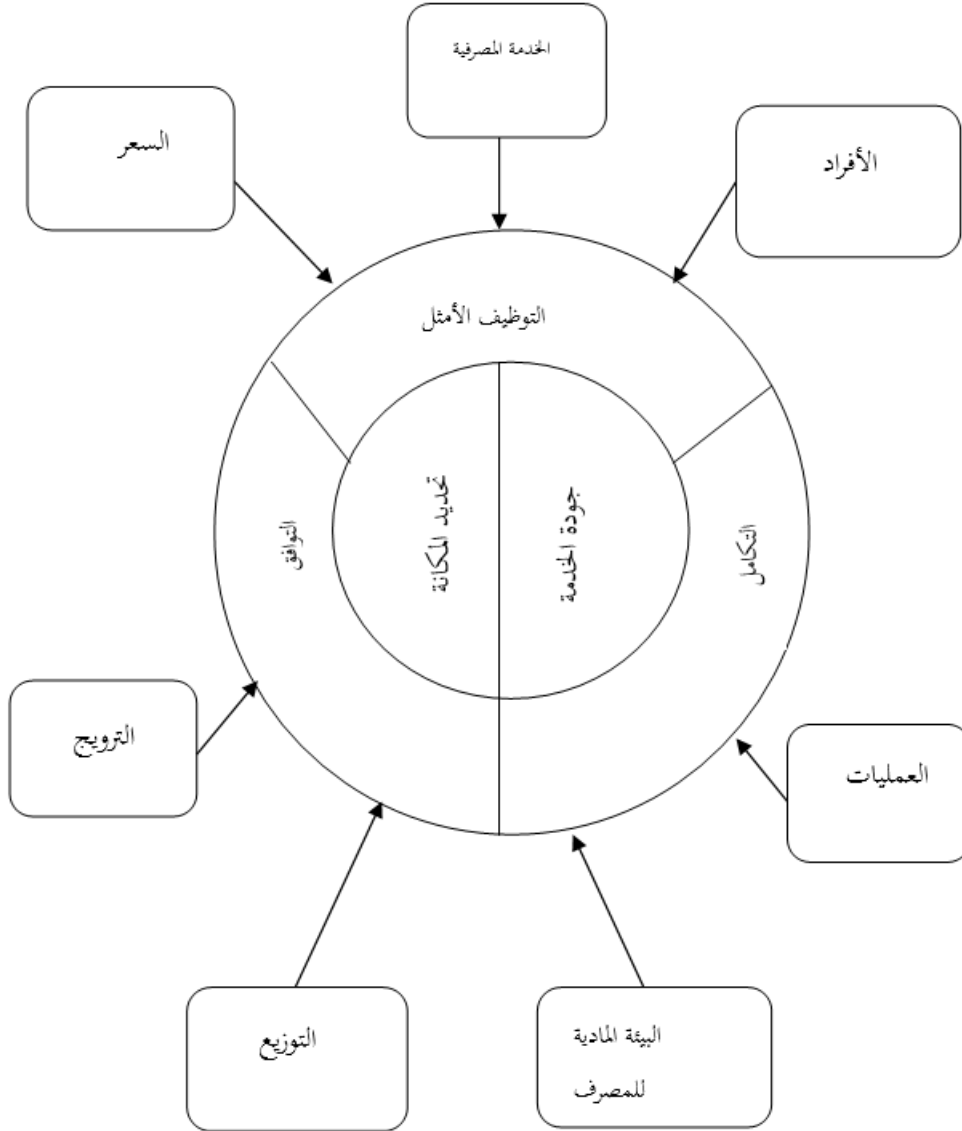 الخدمة المصرفية
السعر
الأفراد
التوظيف الأمثل
التوافق
تحديد المكانة
جودة الخدمة
التكامل
الترويج
العمليات
التوزيع
البيئة المادية
للمصرف